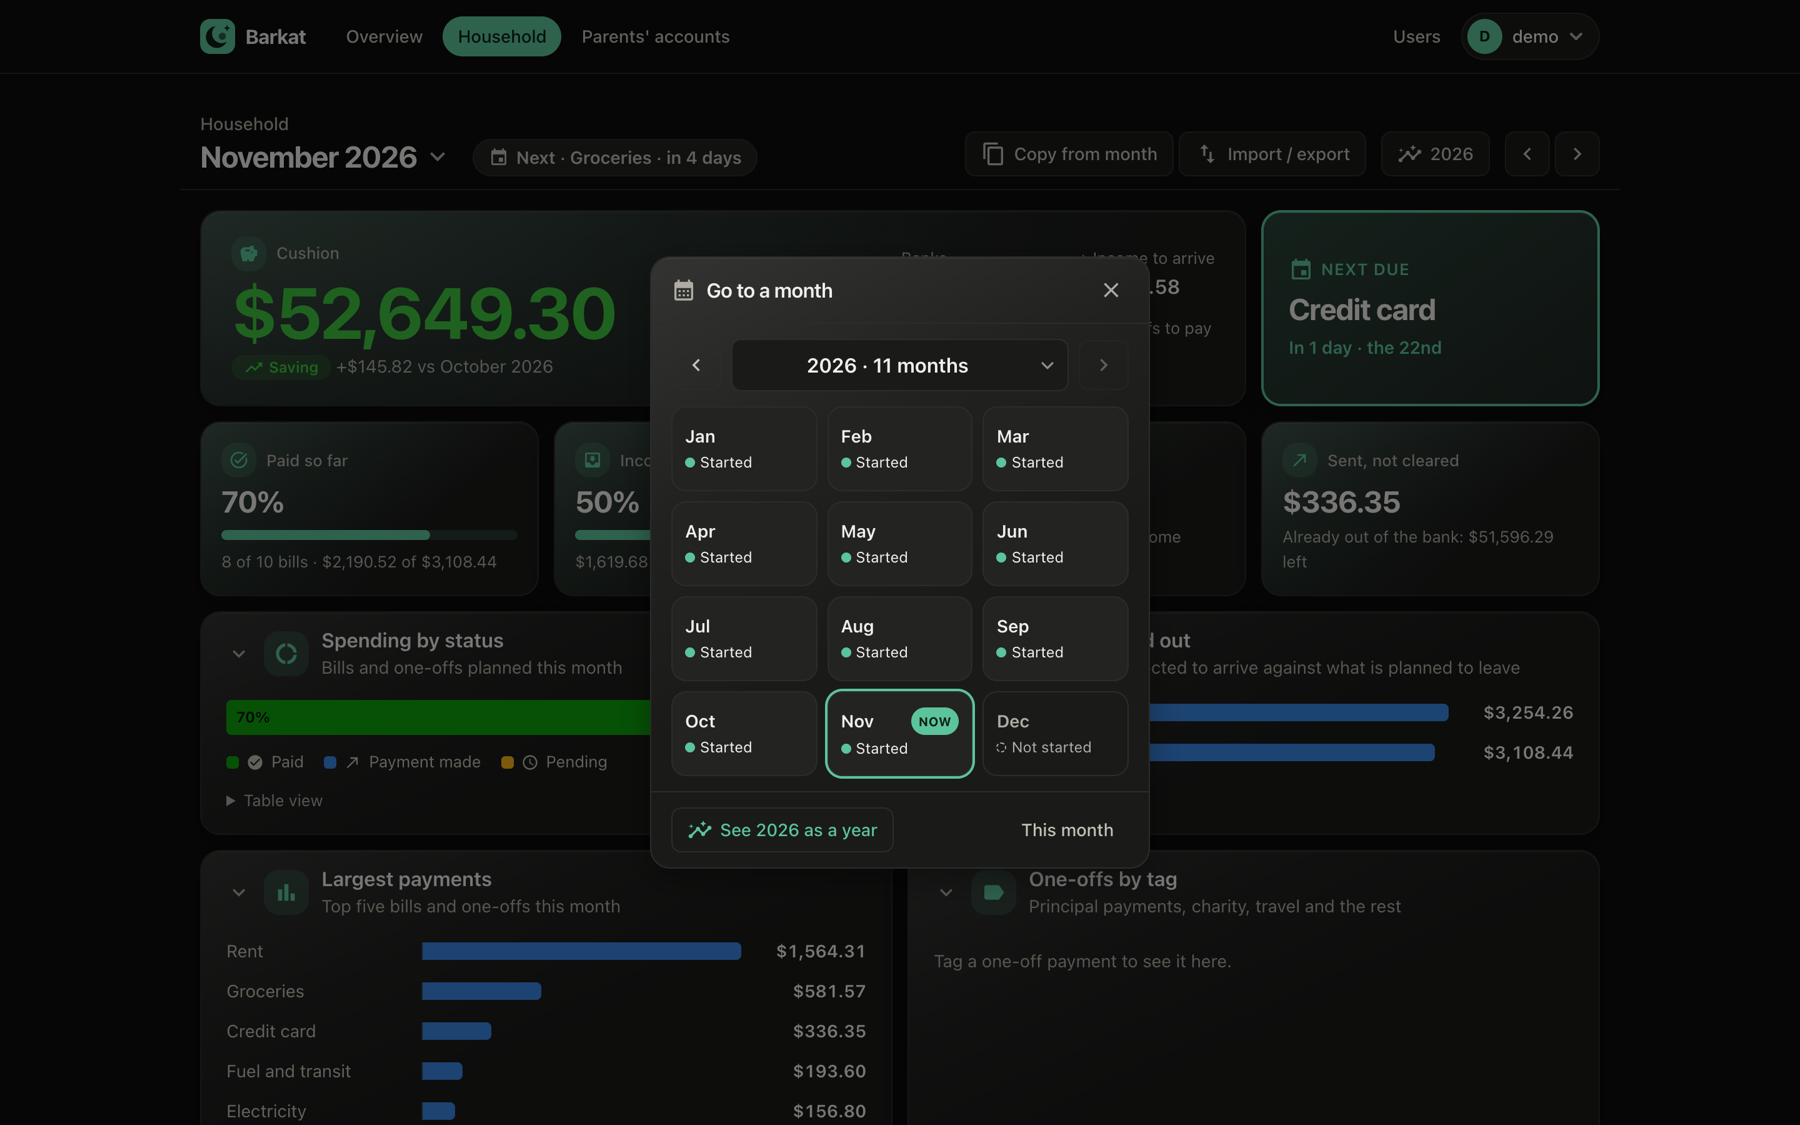 Barkat
Overview
Household
Parents' accounts
Users
D
demo
Household
November 2026
Next · Groceries · in 4 days
Copy from month
Import / export
2026
Cushion
$52,649.30
Saving
+$145.82 vs October 2026
to arrive
.58
to pay
NEXT DUE
Credit card
In 1 day · the 22nd
Go to a month
2026 · 11 months
Jan
Started
Feb
Started
Mar
Started
Apr
Started
May
Started
Jun
Started
Jul
Started
Aug
Started
Sep
Started
Oct
Started
Nov
NOW
Started
Dec
Not started
See 2026 as a year
This month
Paid so far
70%
8 of 10 bills · $2,190.52 of $3,108.44
Inco
50%
$1,619.68
ome
Sent, not cleared
$336.35
Already out of the bank: $51,596.29
left
Spending by status
Bills and one-offs planned this month
70%
Paid
Payment made
Pending
Table view
d out
cted to arrive against what is planned to leave
$3,254.26
$3,108.44
Largest payments
Top five bills and one-offs this month
Rent
$1,564.31
Groceries
$581.57
Credit card
$336.35
Fuel and transit
$193.60
Electricity
$156.80
One-offs by tag
Principal payments, charity, travel and the rest
Tag a one-off payment to see it here.